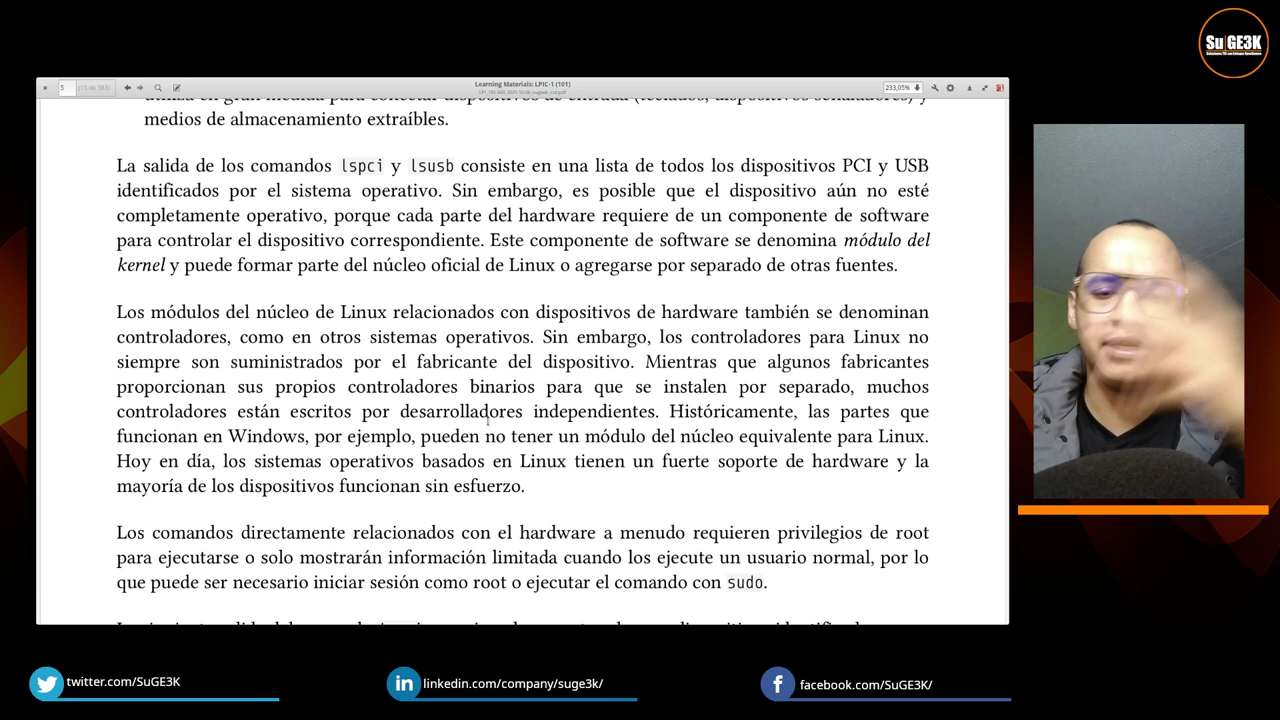 Su GE3K
5 (15 de 583)
Learning Materials: LPIC-1 (101)
233,05%
medios de almacenamiento extraíbles.
La salida de los comandos lspci y lsusb consiste en una lista de todos los dispositivos PCI y USB
identificados por el sistema operativo. Sin embargo, es posible que el dispositivo aún no esté
completamente operativo, porque cada parte del hardware requiere de un componente de software
para controlar el dispositivo correspondiente. Este componente de software se denomina módulo del
kernel y puede formar parte del núcleo oficial de Linux o agregarse por separado de otras fuentes.
Los módulos del núcleo de Linux relacionados con dispositivos de hardware también se denominan
controladores, como en otros sistemas operativos. Sin embargo, los controladores para Linux no
siempre son suministrados por el fabricante del dispositivo. Mientras que algunos fabricantes
proporcionan sus propios controladores binarios para que se instalen por separado, muchos
controladores están escritos por desarrolladores independientes. Históricamente, las partes que
funcionan en Windows, por ejemplo, pueden no tener un módulo del núcleo equivalente para Linux.
Hoy en día, los sistemas operativos basados en Linux tienen un fuerte soporte de hardware y la
mayoría de los dispositivos funcionan sin esfuerzo.
Los comandos directamente relacionados con el hardware a menudo requieren privilegios de root
para ejecutarse o solo mostrarán información limitada cuando los ejecute un usuario normal, por lo
que puede ser necesario iniciar sesión como root o ejecutar el comando con sudo.
twitter.com/SuGE3K
linkedin.com/company/suge3k/
facebook.com/SuGE3K/